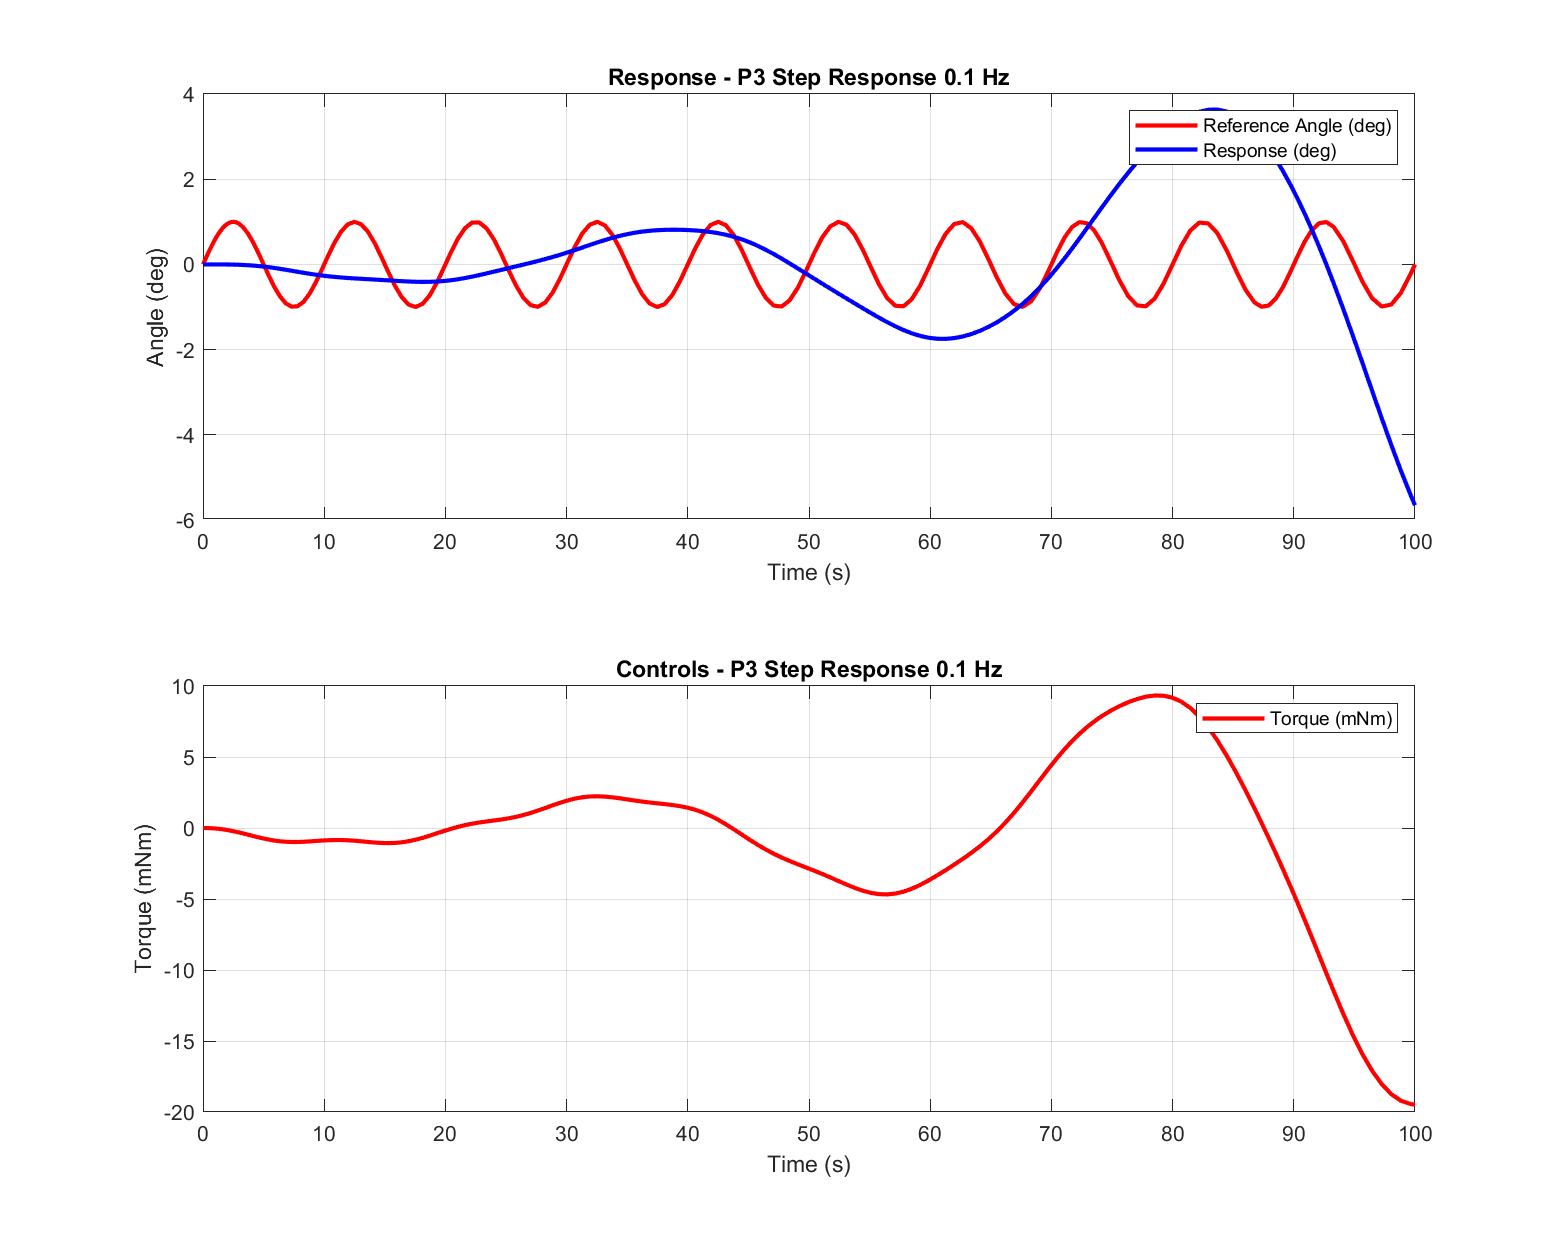 Response - P3 Step Response 0.1 Hz
4
2
0
-2
-4
-6
Angle (deg)
Reference Angle (deg)
Response (deg)
0 10 20 30 40 50 60 70 80 90 100
Time (s)
Controls - P3 Step Response 0.1 Hz
10
5
0
-5
-10
-15
-20
Torque (mNm)
Torque (mNm)
0 10 20 30 40 50 60 70 80 90 100
Time (s)